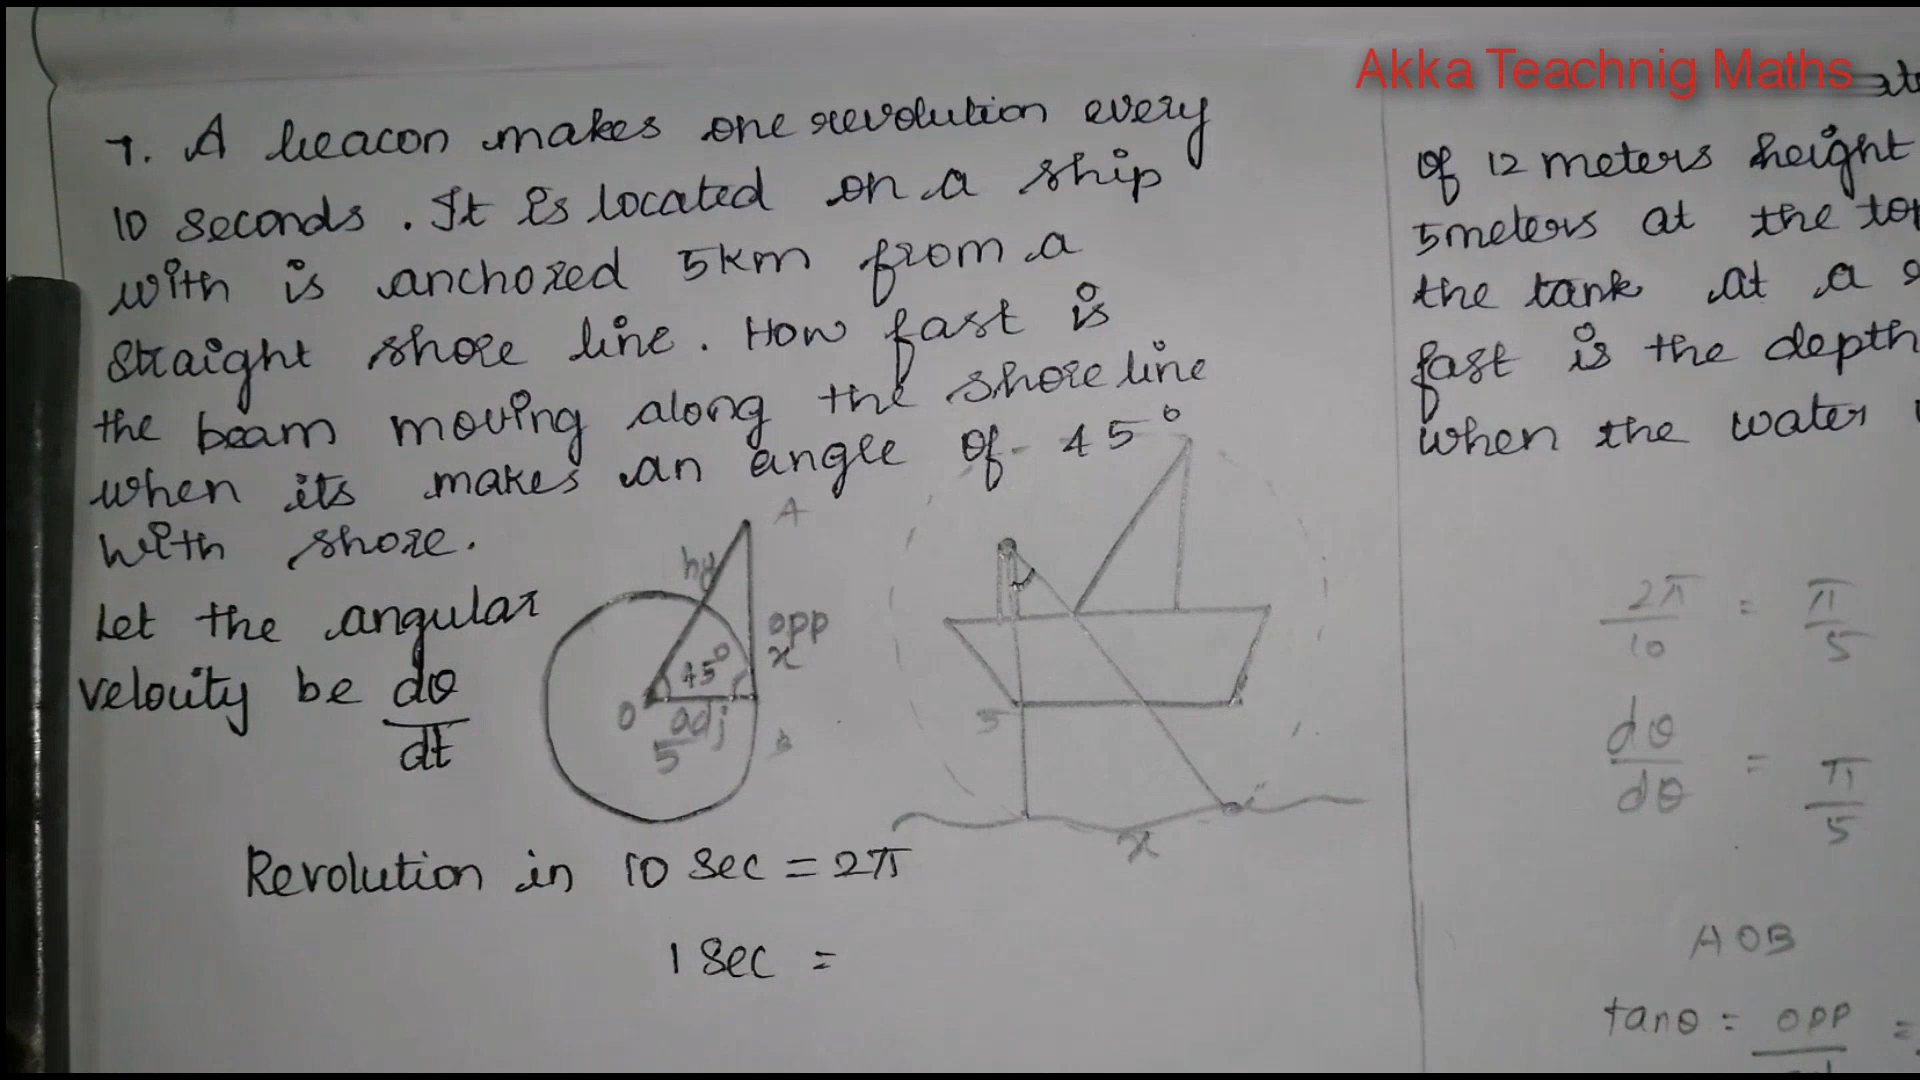 Akka Teachnig Maths
7. A beacon makes one revolution every
10 seconds. It is located on a ship
with is anchored 5km from a
straight shore line. How fast is
the beam moving along the shore line
when its makes an angle of 45°
with shore.
Let the angular
velocity be dθ
dt
A
hy
opp
x
45°
O
adj
5
B
5
x
Revolution in 10 Sec = 2π
1 Sec =
of 12 meters height
5meters at the
the tank at a
fast is the depth
when the water
2π = π
10 5
dθ = π
dθ 5
AOB
tanθ = opp =